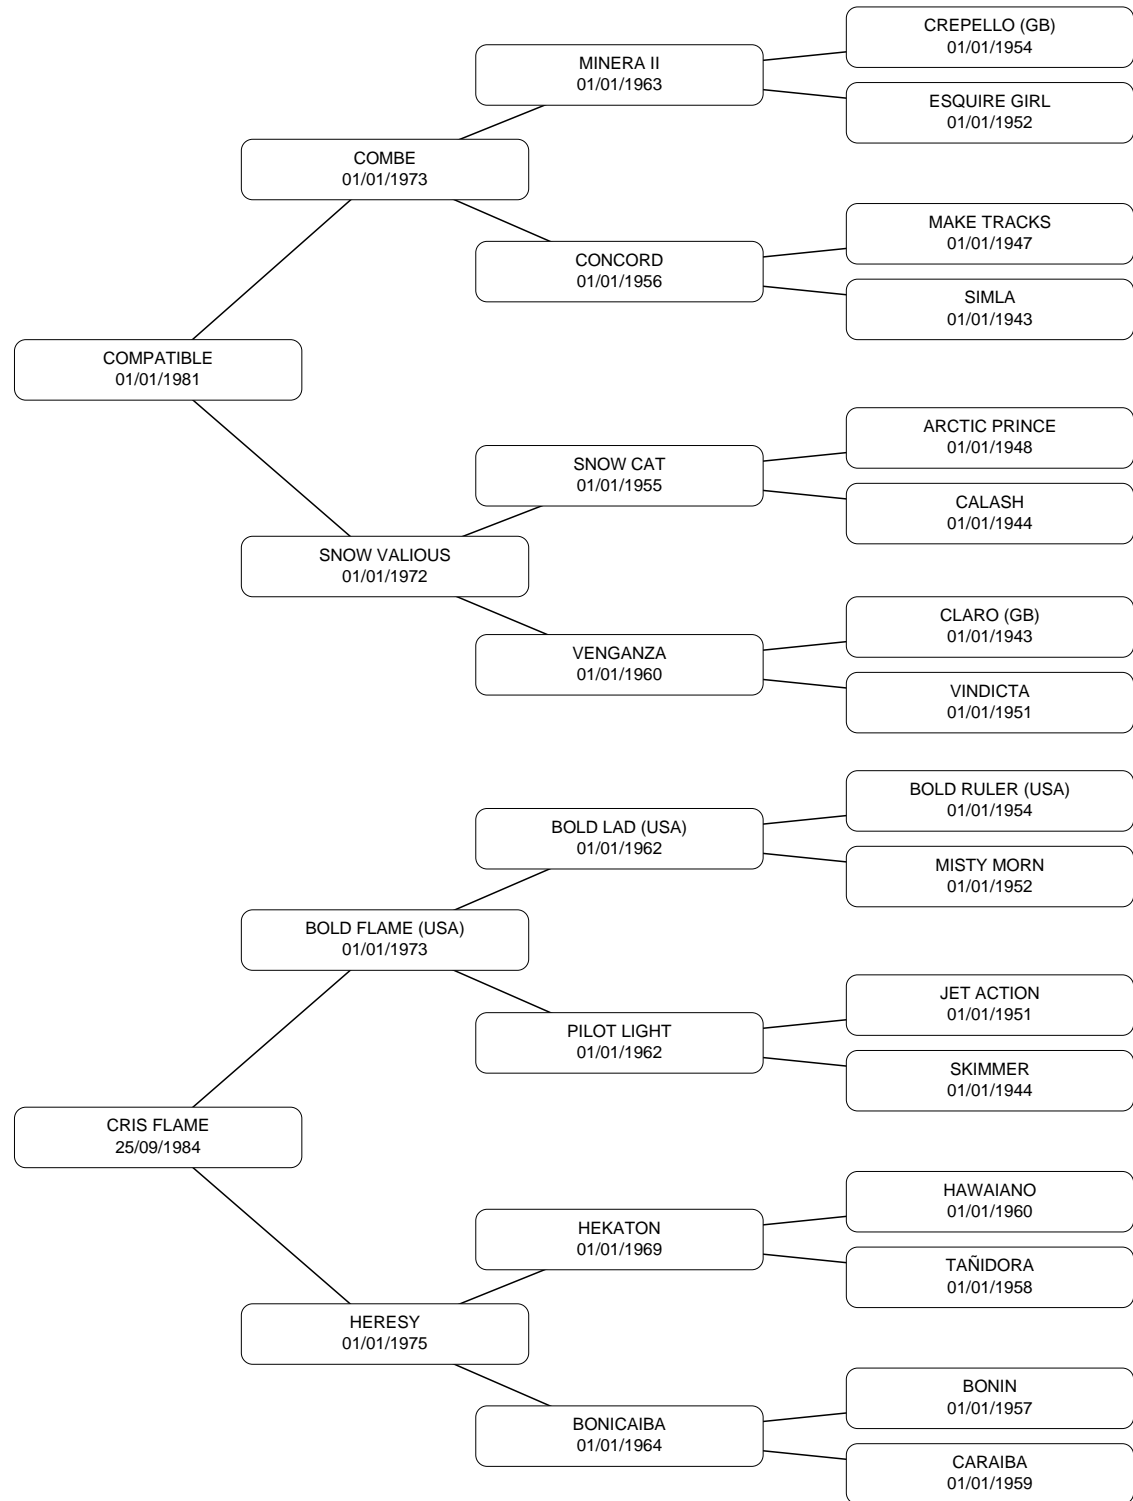 CREPELLO (GB)
01/01/1954
MINERA II
01/01/1963
ESQUIRE GIRL
01/01/1952
COMBE
01/01/1973
MAKE TRACKS
01/01/1947
CONCORD
01/01/1956
SIMLA
01/01/1943
COMPATIBLE
01/01/1981
ARCTIC PRINCE
01/01/1948
SNOW CAT
01/01/1955
CALASH
01/01/1944
SNOW VALIOUS
01/01/1972
CLARO (GB)
01/01/1943
VENGANZA
01/01/1960
VINDICTA
01/01/1951
BOLD RULER (USA)
01/01/1954
BOLD LAD (USA)
01/01/1962
MISTY MORN
01/01/1952
BOLD FLAME (USA)
01/01/1973
JET ACTION
01/01/1951
PILOT LIGHT
01/01/1962
SKIMMER
01/01/1944
CRIS FLAME
25/09/1984
HAWAIANO
01/01/1960
HEKATON
01/01/1969
TAÑIDORA
01/01/1958
HERESY
01/01/1975
BONIN
01/01/1957
BONICAIBA
01/01/1964
CARAIBA
01/01/1959